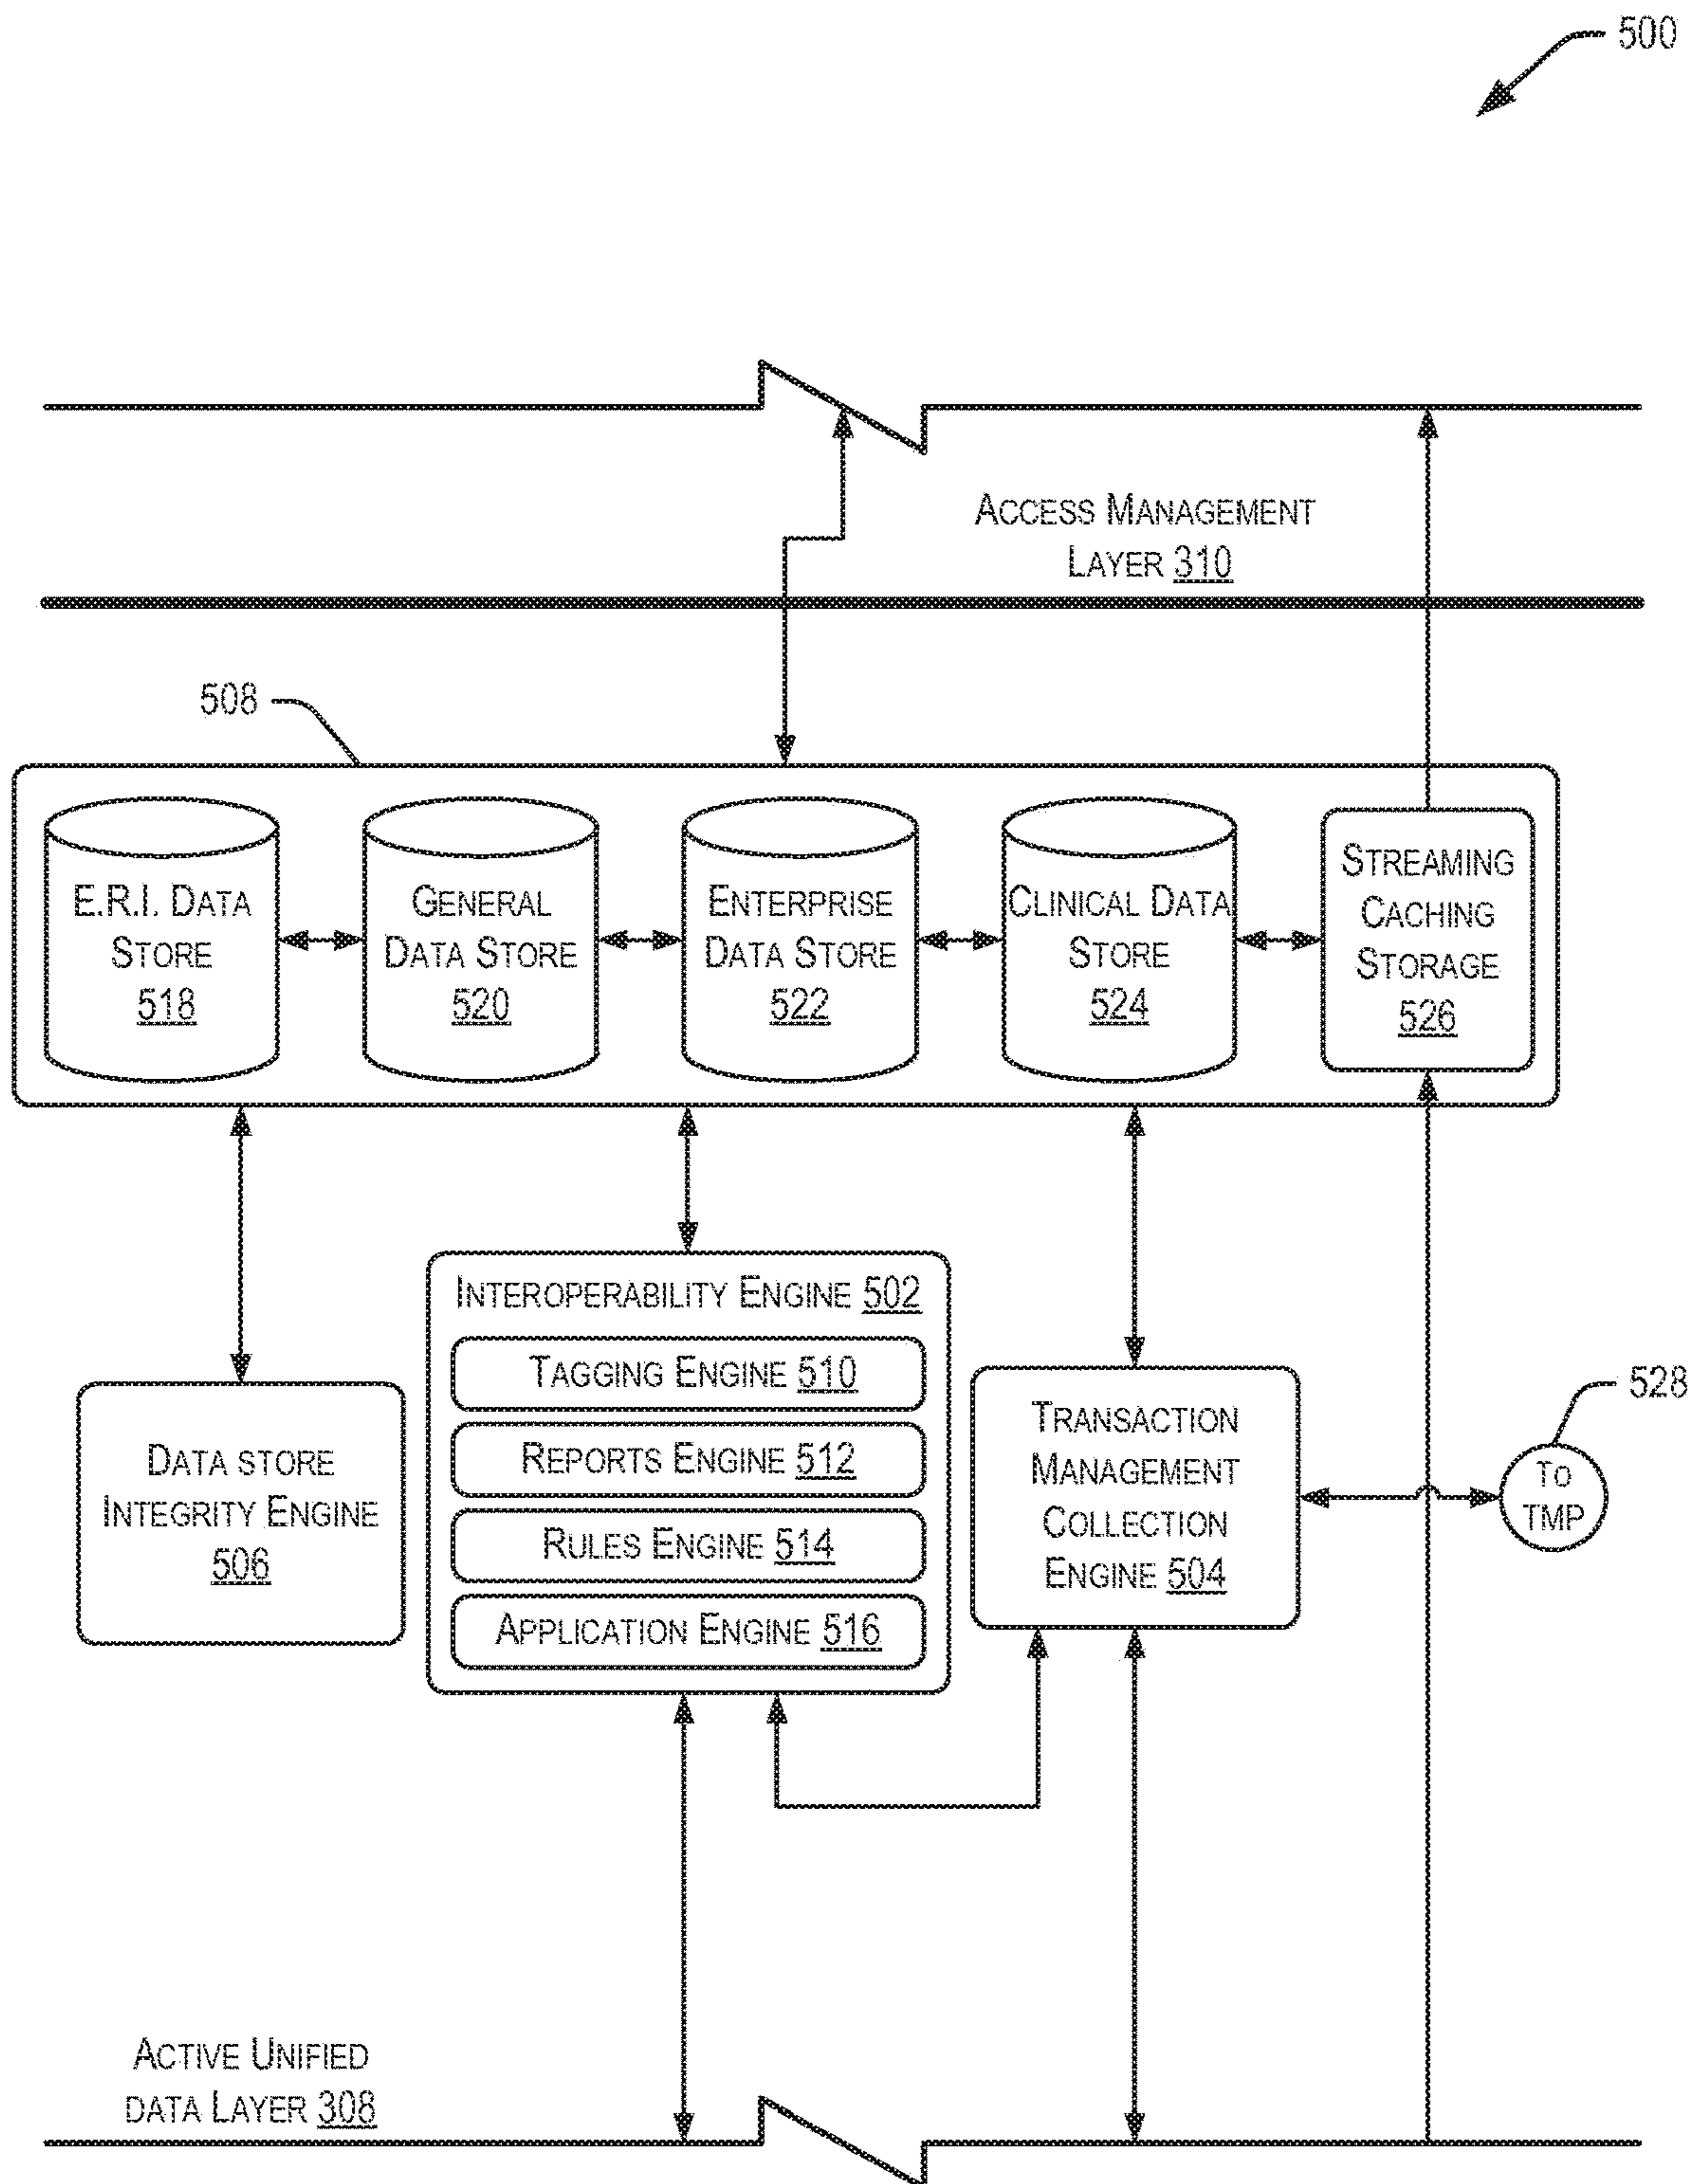 500
ACCESS MANAGEMENT
LAYER 310
508
E.R.I. DATA
STORE
518
GENERAL
DATA STORE
520
ENTERPRISE
DATA STORE
522
CLINICAL DATA
STORE
524
STREAMING
CACHING
STORAGE
526
INTEROPERABILITY ENGINE 502
TAGGING ENGINE 510
REPORTS ENGINE 512
RULES ENGINE 514
APPLICATION ENGINE 516
DATA STORE
INTEGRITY ENGINE
506
TRANSACTION
MANAGEMENT
COLLECTION
ENGINE 504
528
TO
TMP
ACTIVE UNIFIED
DATA LAYER 308